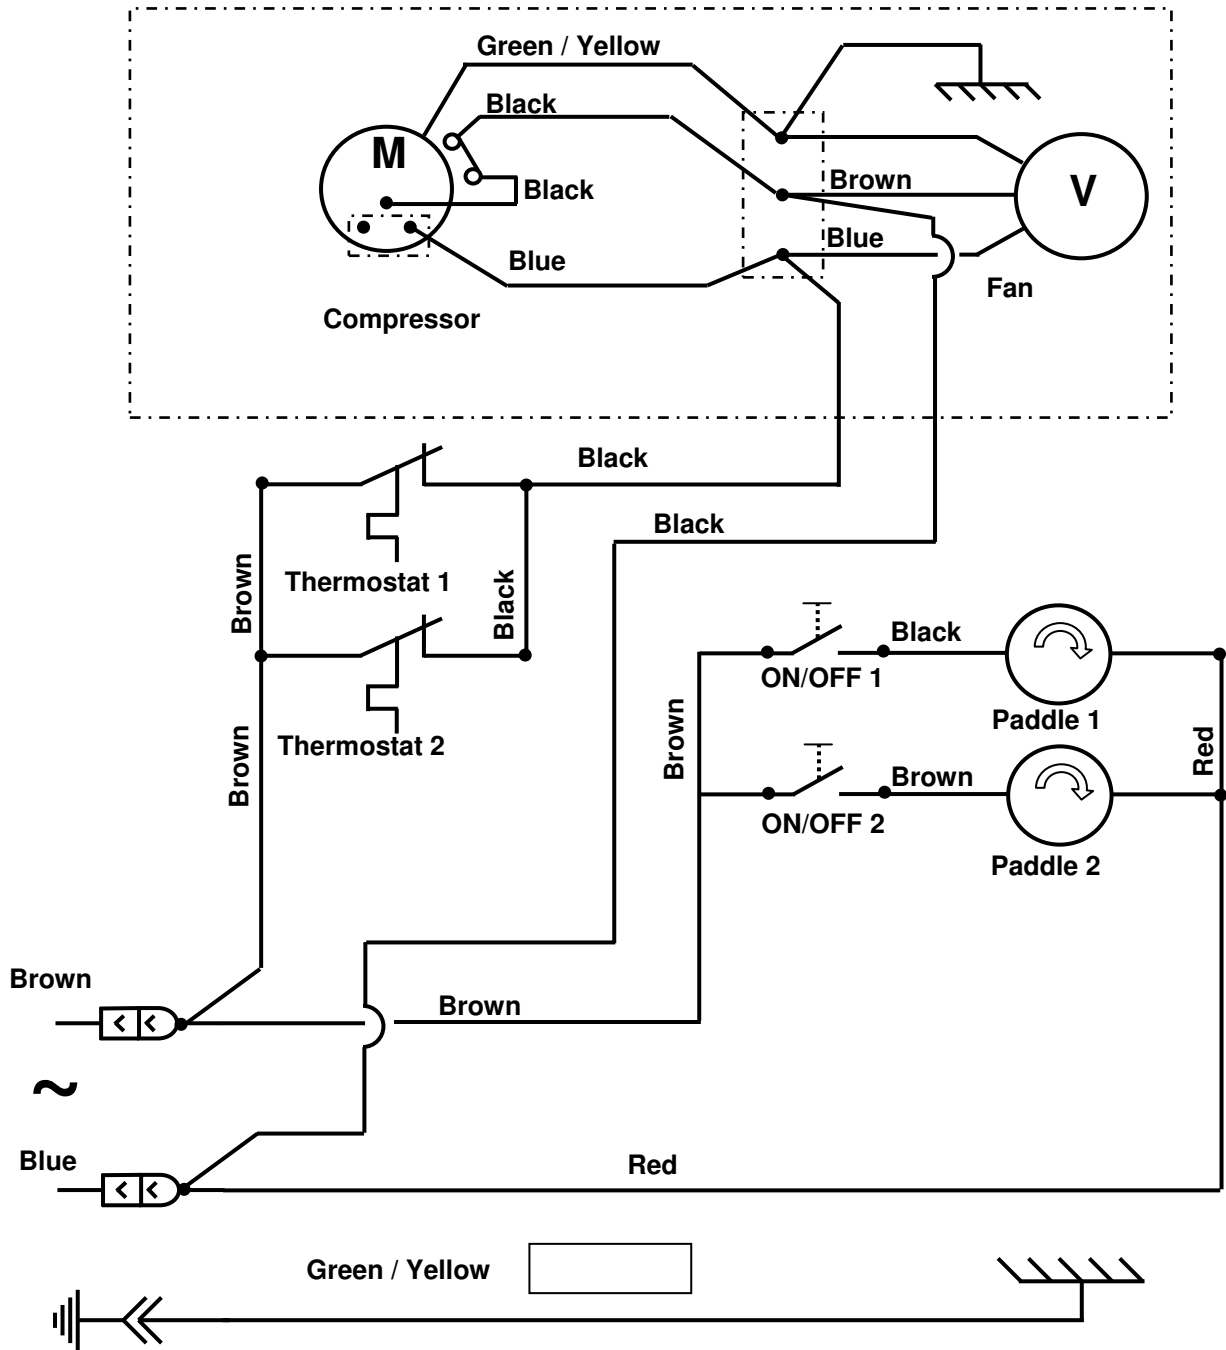 Green / Yellow
Black
M
Black
Brown
V
Blue
Blue
Fan
Compressor
Black
Black
Brown
Thermostat 1
Black
Black
ON/OFF 1
Paddle 1
Brown
Brown
Thermostat 2
Red
Brown
ON/OFF 2
Paddle 2
Brown
Brown
~
Blue
Red
Green / Yellow